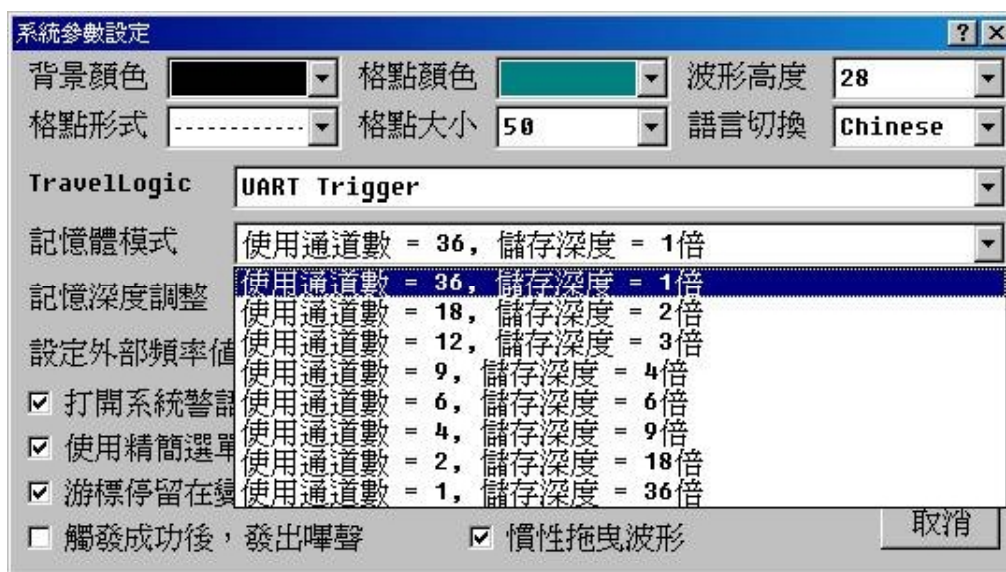 系統參數設定
背景顏色 格點顏色 波形高度 28
格點形式 格點大小 50 語言切換 Chinese
TravelLogic UART Trigger
記憶體模式 使用通道數 = 36, 儲存深度 = 1倍
使用通道數 = 36, 儲存深度 = 1倍
記憶深度調整 使用通道數 = 18, 儲存深度 = 2倍
使用通道數 = 12, 儲存深度 = 3倍
設定外部頻率值 使用通道數 = 9, 儲存深度 = 4倍
使用通道數 = 6, 儲存深度 = 6倍
打開系統警語 使用通道數 = 4, 儲存深度 = 9倍
使用精簡選單 使用通道數 = 2, 儲存深度 = 18倍
游標停留在變 使用通道數 = 1, 儲存深度 = 36倍
觸發成功後，發出嗶聲 慣性拖曳波形 取消